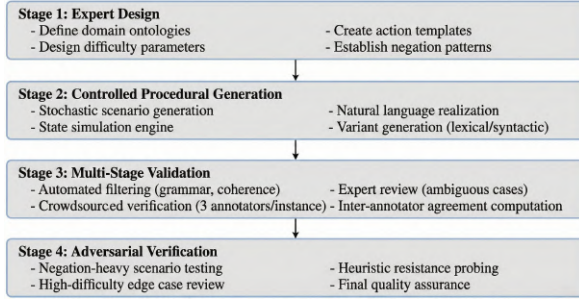 Stage 1: Expert Design
- Define domain ontologies - Create action templates
- Design difficulty parameters - Establish negation patterns
Stage 2: Controlled Procedural Generation
- Stochastic scenario generation - Natural language realization
- State simulation engine - Variant generation (lexical/syntactic)
Stage 3: Multi-Stage Validation
- Automated filtering (grammar, coherence) - Expert review (ambiguous cases)
- Crowdsourced verification (3 annotators/instance) - Inter-annotator agreement computation
Stage 4: Adversarial Verification
- Negation-heavy scenario testing - Heuristic resistance probing
- High-difficulty edge case review - Final quality assurance